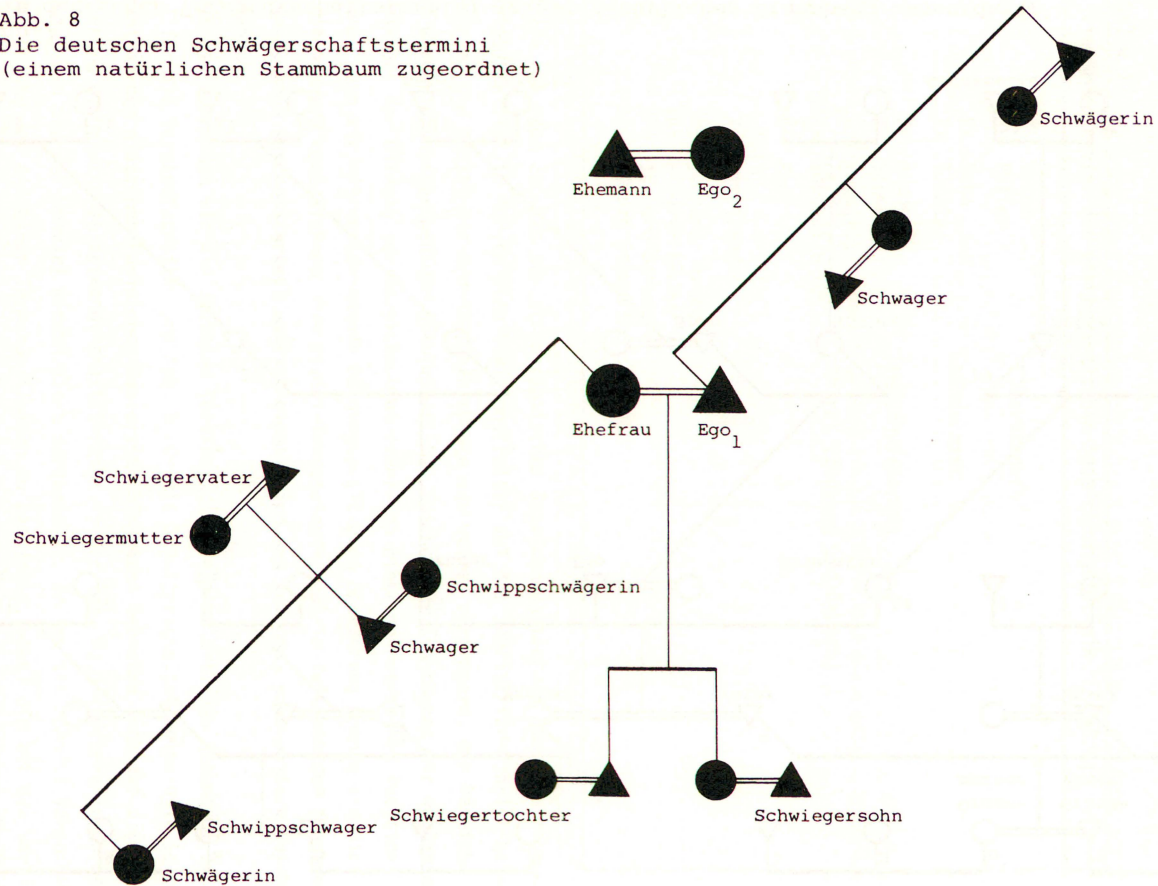 Abb. 8
Die deutschen Schwägerschaftstermini
(einem natürlichen Stammbaum zugeordnet)
Schwägerin
Ehemann Ego2
Schwager
Ehefrau Ego1
Schwiegervater
Schwiegermutter
Schwippschwägerin
Schwager
Schwiegertochter Schwiegersohn
Schwippschwager
Schwägerin